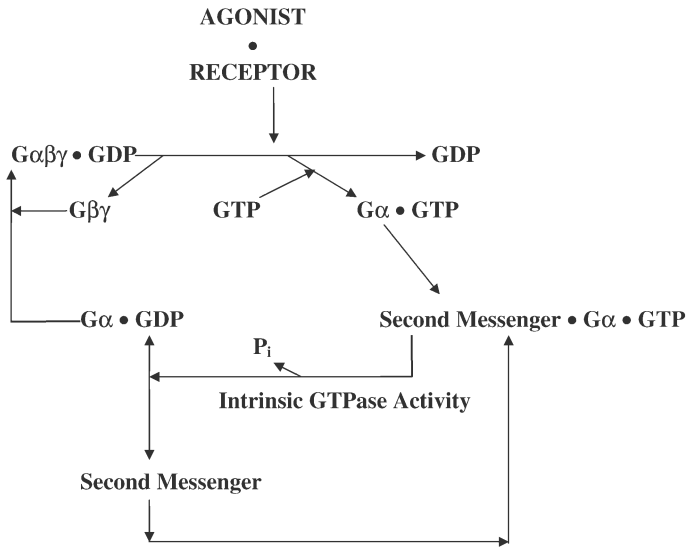 AGONIST
•
RECEPTOR
Gαβγ • GDP
GDP
Gβγ
GTP
Gα • GTP
Gα • GDP
Second Messenger • Gα • GTP
Pi
Intrinsic GTPase Activity
Second Messenger